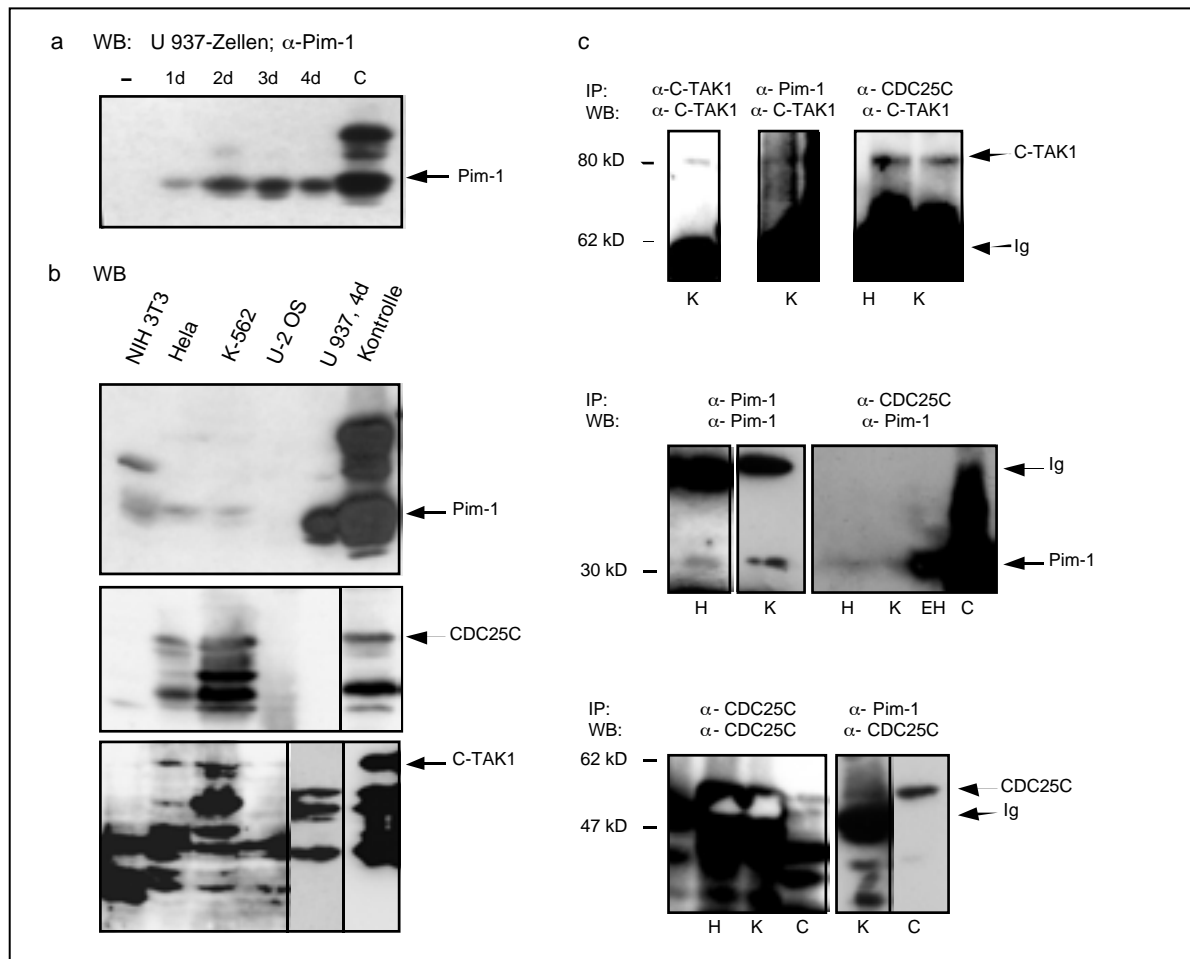 a WB: U 937-Zellen; α-Pim-1
– 1d 2d 3d 4d C
Pim-1
b WB
NIH 3T3 Hela K-562 U-2 OS U 937, 4d Kontrolle
Pim-1
CDC25C
C-TAK1
c
IP: α-C-TAK1 α- Pim-1 α- CDC25C
WB: α- C-TAK1 α- C-TAK1 α- C-TAK1
80 kD C-TAK1
62 kD Ig
K K H K
IP: α- Pim-1 α- CDC25C
WB: α- Pim-1 α- Pim-1
Ig
30 kD Pim-1
H K H K EH C
IP: α- CDC25C α- Pim-1
WB: α- CDC25C α- CDC25C
62 kD
CDC25C
Ig
47 kD
H K C K C